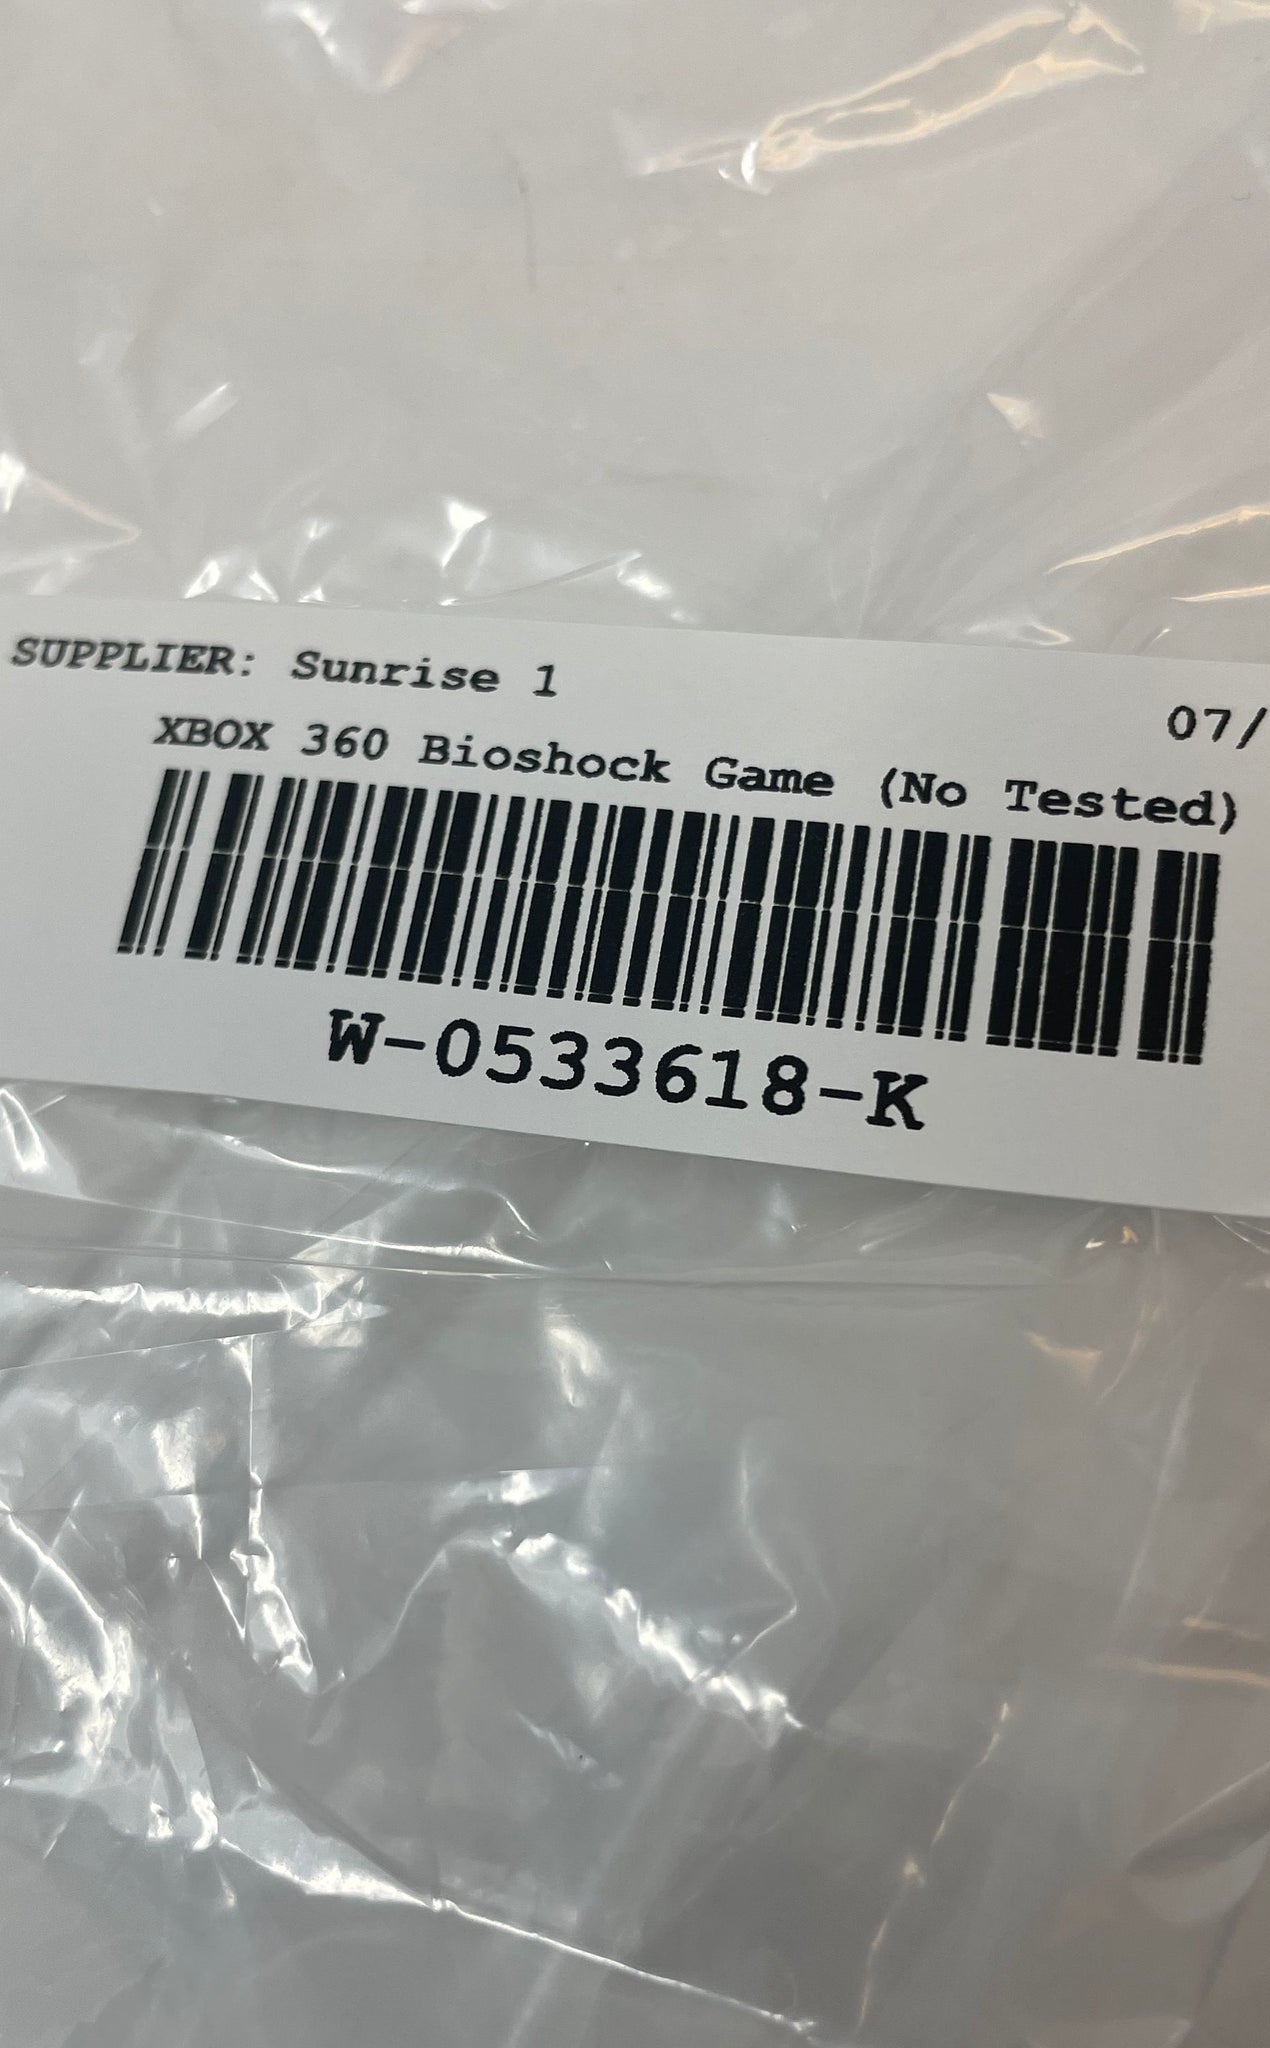 SUPPLIER: Sunrise 1
07/
XBOX 360 Bioshock Game (No Tested)
W-0533618-K